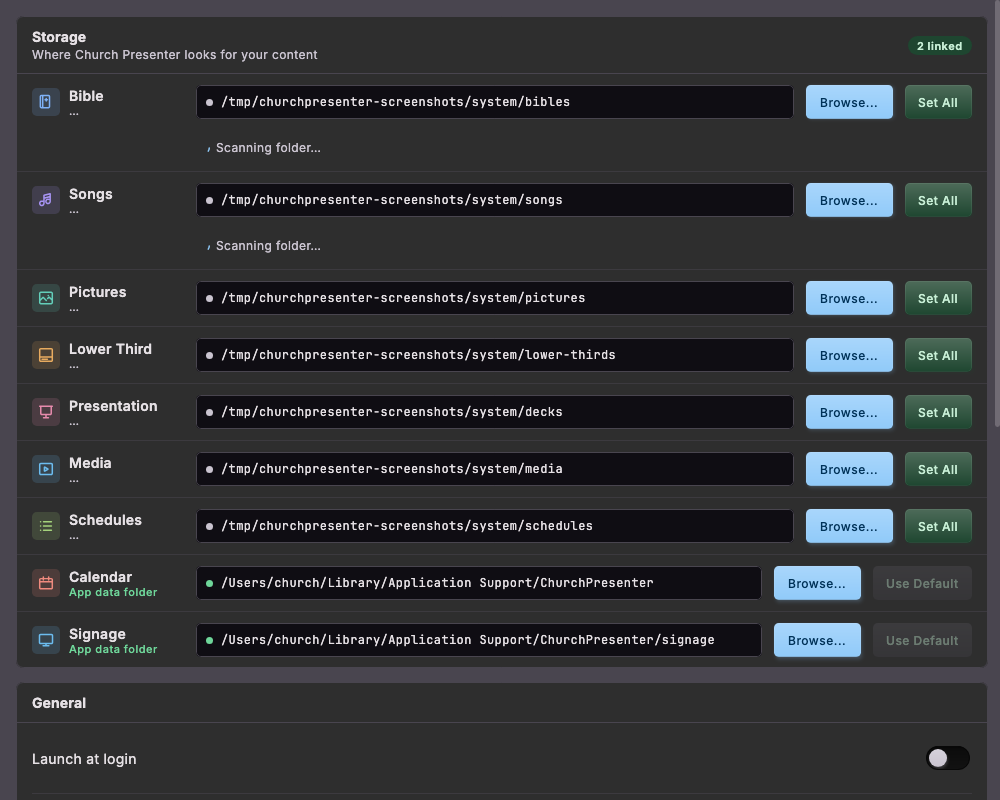 Storage
Where Church Presenter looks for your content
2 linked
Bible
...
/tmp/churchpresenter-screenshots/system/bibles
Browse...
Set All
Scanning folder...
Songs
...
/tmp/churchpresenter-screenshots/system/songs
Browse...
Set All
Scanning folder...
Pictures
...
/tmp/churchpresenter-screenshots/system/pictures
Browse...
Set All
Lower Third
...
/tmp/churchpresenter-screenshots/system/lower-thirds
Browse...
Set All
Presentation
...
/tmp/churchpresenter-screenshots/system/decks
Browse...
Set All
Media
...
/tmp/churchpresenter-screenshots/system/media
Browse...
Set All
Schedules
...
/tmp/churchpresenter-screenshots/system/schedules
Browse...
Set All
Calendar
App data folder
/Users/church/Library/Application Support/ChurchPresenter
Browse...
Use Default
Signage
App data folder
/Users/church/Library/Application Support/ChurchPresenter/signage
Browse...
Use Default
General
Launch at login